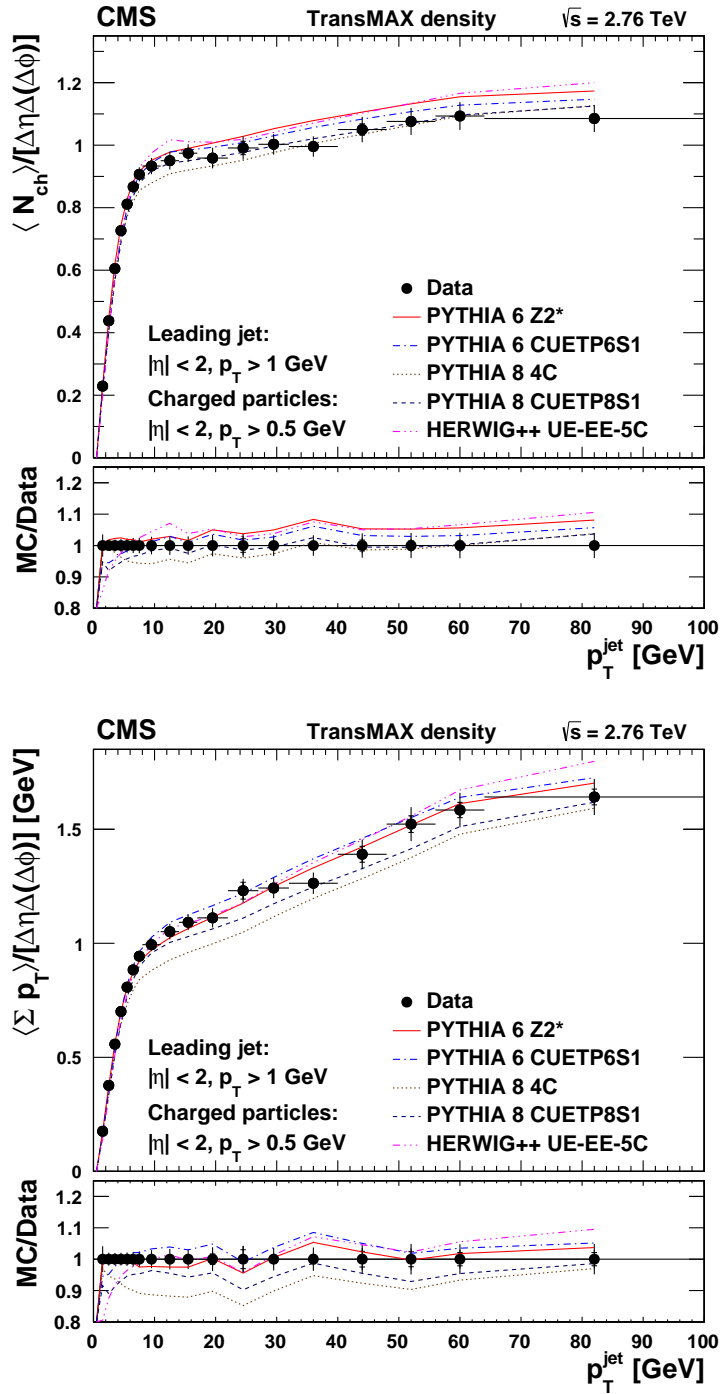 CMS TransMAX density √s = 2.76 TeV
⟨ N_ch⟩/[ΔηΔ(Δϕ)]
1.2
1
0.8
0.6
0.4
0.2
0
Data
PYTHIA 6 Z2*
PYTHIA 6 CUETP6S1
PYTHIA 8 4C
PYTHIA 8 CUETP8S1
HERWIG++ UE-EE-5C
Leading jet:
|η| < 2, p_T > 1 GeV
Charged particles:
|η| < 2, p_T > 0.5 GeV
MC/Data
1.2
1.1
1
0.9
0.8
0 10 20 30 40 50 60 70 80 90 100
p_T^jet [GeV]
CMS TransMAX density √s = 2.76 TeV
⟨Σ p_T⟩/[ΔηΔ(Δϕ)] [GeV]
1.5
1
0.5
0
Data
PYTHIA 6 Z2*
PYTHIA 6 CUETP6S1
PYTHIA 8 4C
PYTHIA 8 CUETP8S1
HERWIG++ UE-EE-5C
Leading jet:
|η| < 2, p_T > 1 GeV
Charged particles:
|η| < 2, p_T > 0.5 GeV
MC/Data
1.2
1.1
1
0.9
0.8
0 10 20 30 40 50 60 70 80 90 100
p_T^jet [GeV]